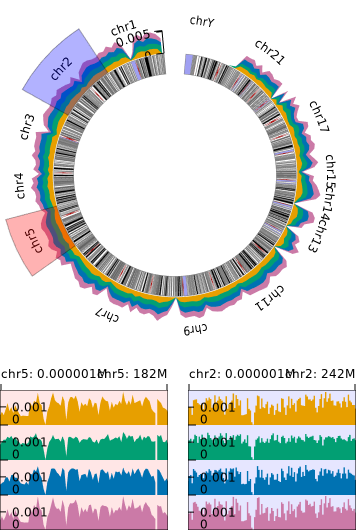 chrY
chr1
0.005
0
chr21
chr2
chr17
chr3
chr15
chr4
chr14
chr13
chr5
chr11
chr7
chr9
chr5: 0.000001M
chr5: 182M
chr2: 0.000001M
chr2: 242M
0.001
0
0.001
0
0.001
0
0.001
0
0.001
0
0.001
0
0.001
0
0.001
0